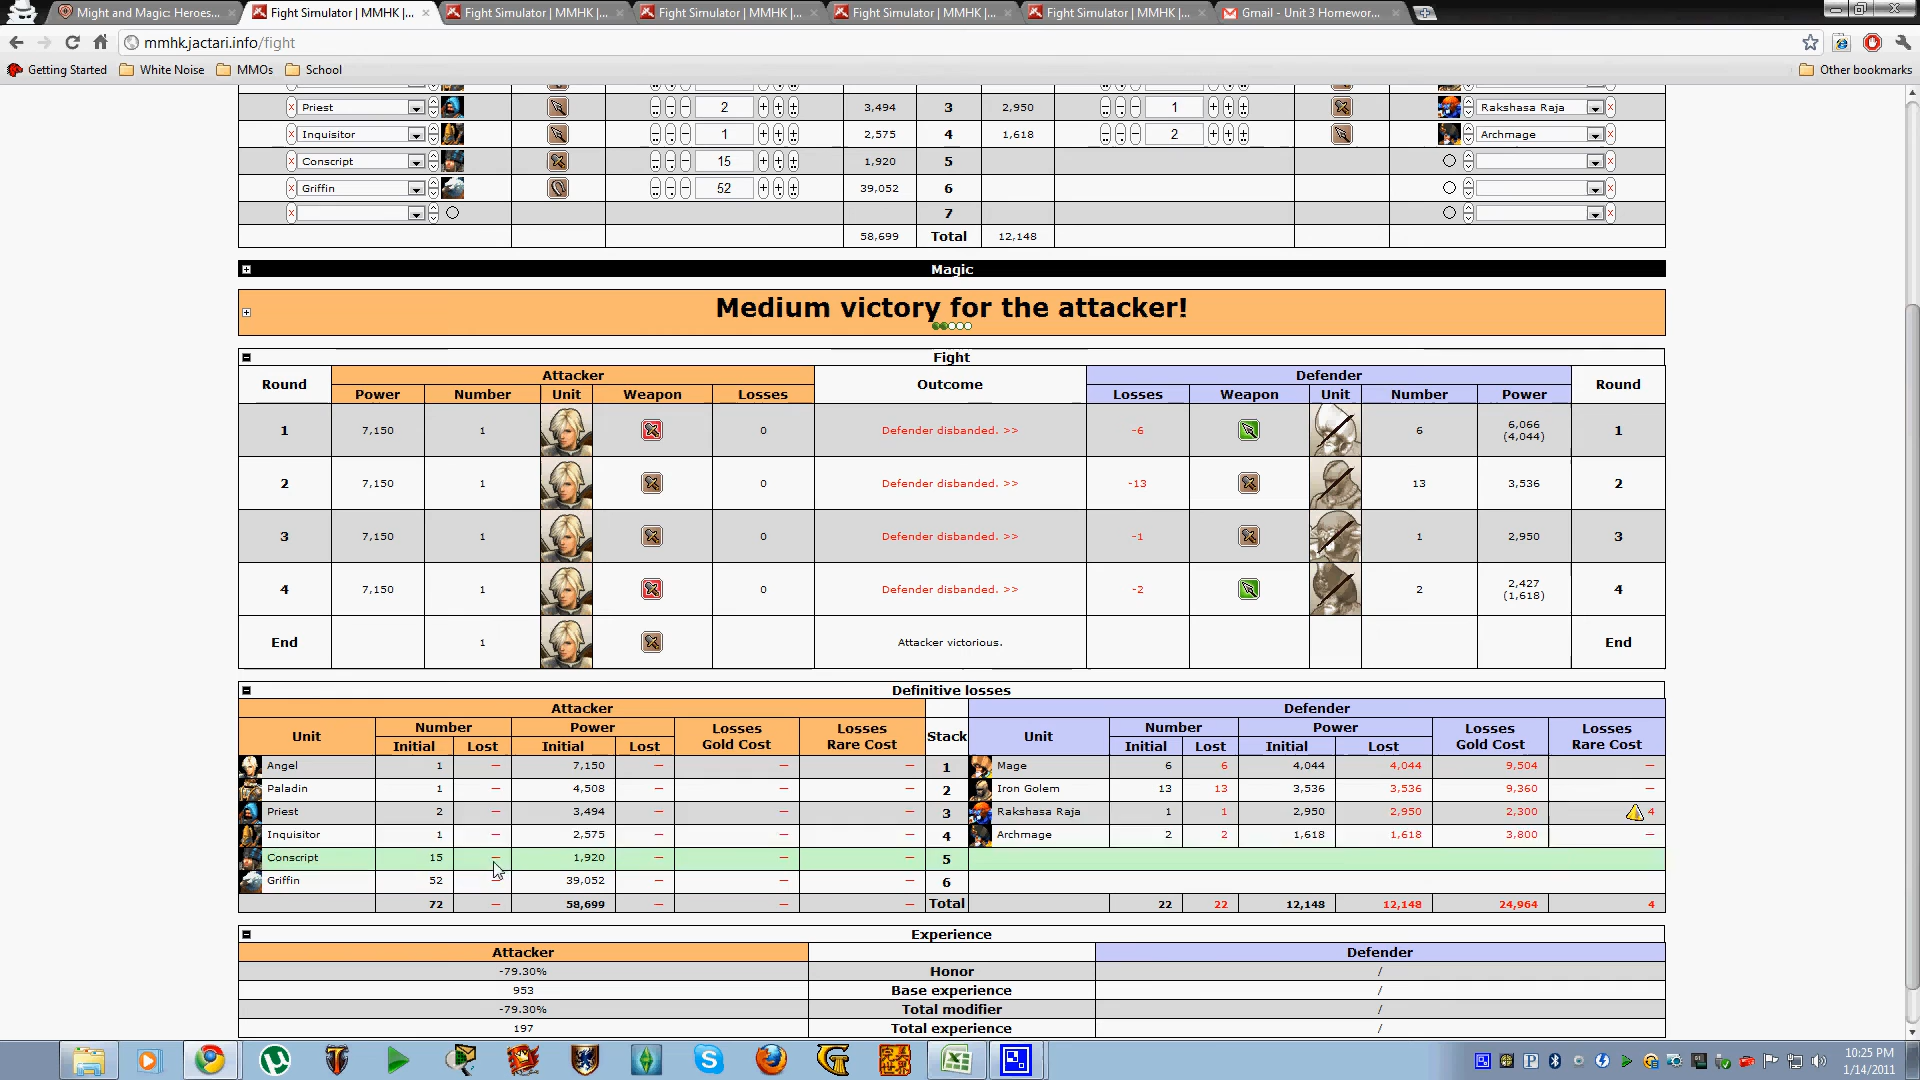 Might and Magic: Heroes... Fight Simulator | MMHK |... Fight Simulator | MMHK |... Fight Simulator | MMHK |... Fight Simulator | MMHK |... Fight Simulator | MMHK |... Gmail - Unit 3 Homewor...
mmhk.jactari.info/fight
Getting Started White Noise MMOs School Other bookmarks
Priest 2 3,494 3 2,950 1 Rakshasa Raja
Inquisitor 1 2,575 4 1,618 2 Archmage
Conscript 15 1,920 5
Griffin 52 39,052 6
7
58,699 Total 12,148
Magic
Medium victory for the attacker!
Fight
Round Attacker Outcome Defender Round
Power Number Unit Weapon Losses Losses Weapon Unit Number Power
1 7,150 1 0 Defender disbanded. >> -6 6 6,066 (4,044) 1
2 7,150 1 0 Defender disbanded. >> -13 13 3,536 2
3 7,150 1 0 Defender disbanded. >> -1 1 2,950 3
4 7,150 1 0 Defender disbanded. >> -2 2 2,427 (1,618) 4
End 1 Attacker victorious. End
Definitive losses
Attacker Defender
Unit Number Power Losses Gold Cost Losses Rare Cost Stack Unit Number Power Losses Gold Cost Losses Rare Cost
Initial Lost Initial Lost Initial Lost Initial Lost
Angel 1 — 7,150 — — — 1 Mage 6 6 4,044 4,044 9,504 —
Paladin 1 — 4,508 — — — 2 Iron Golem 13 13 3,536 3,536 9,360 —
Priest 2 — 3,494 — — — 3 Rakshasa Raja 1 1 2,950 2,950 2,300 4
Inquisitor 1 — 2,575 — — — 4 Archmage 2 2 1,618 1,618 3,800 —
Conscript 15 — 1,920 — — — 5
Griffin 52 — 39,052 — — — 6
72 — 58,699 — — — Total 22 22 12,148 12,148 24,964 4
Experience
Attacker Defender
-79.30% Honor /
953 Base experience /
-79.30% Total modifier /
197 Total experience /
10:25 PM
1/14/2011